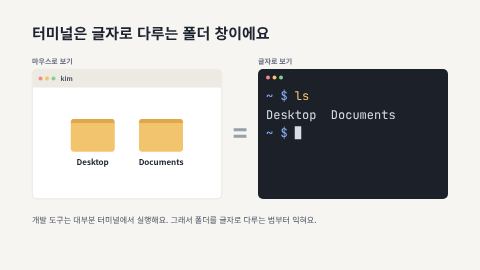 터미널은 글자로 다루는 폴더 창이에요
마우스로 보기
kim
Desktop
Documents
=
글자로 보기
~ $ ls
Desktop  Documents
~ $
개발 도구는 대부분 터미널에서 실행해요. 그래서 폴더를 글자로 다루는 법부터 익혀요.